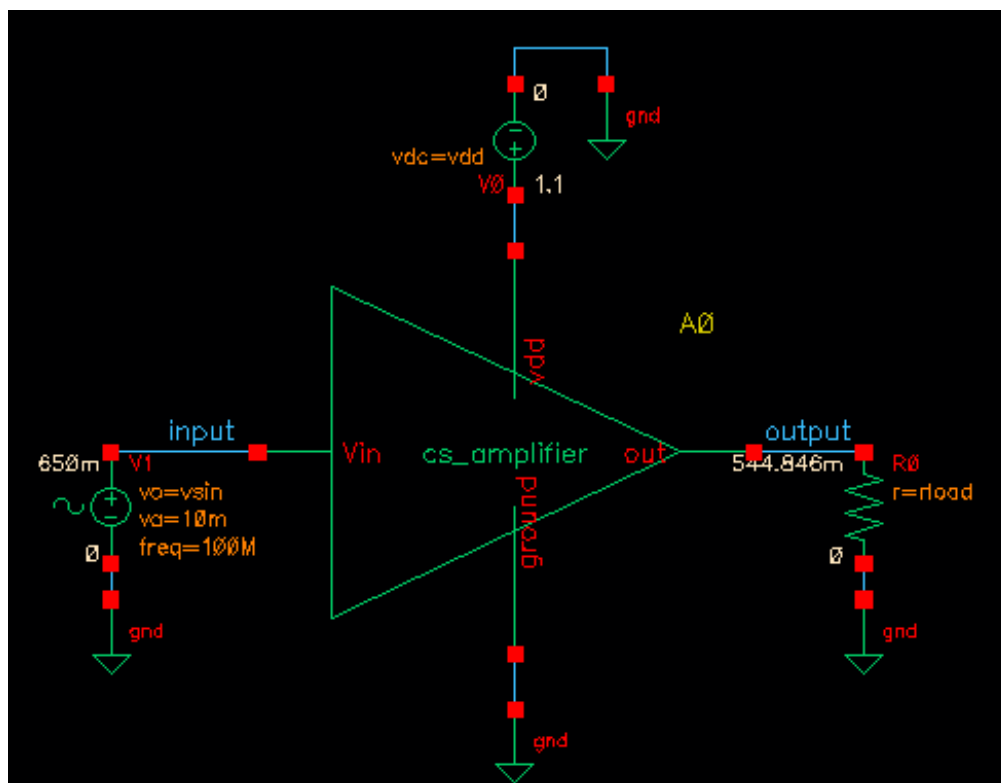 0
gnd
vdc=vdd
V0
1.1
A0
vdd
input
output
650m
V1
Vin
cs_amplifier
out
544.846m
R0
vo=vsin
va=10m
freq=100M
r=rload
ground
0
0
gnd
gnd
gnd